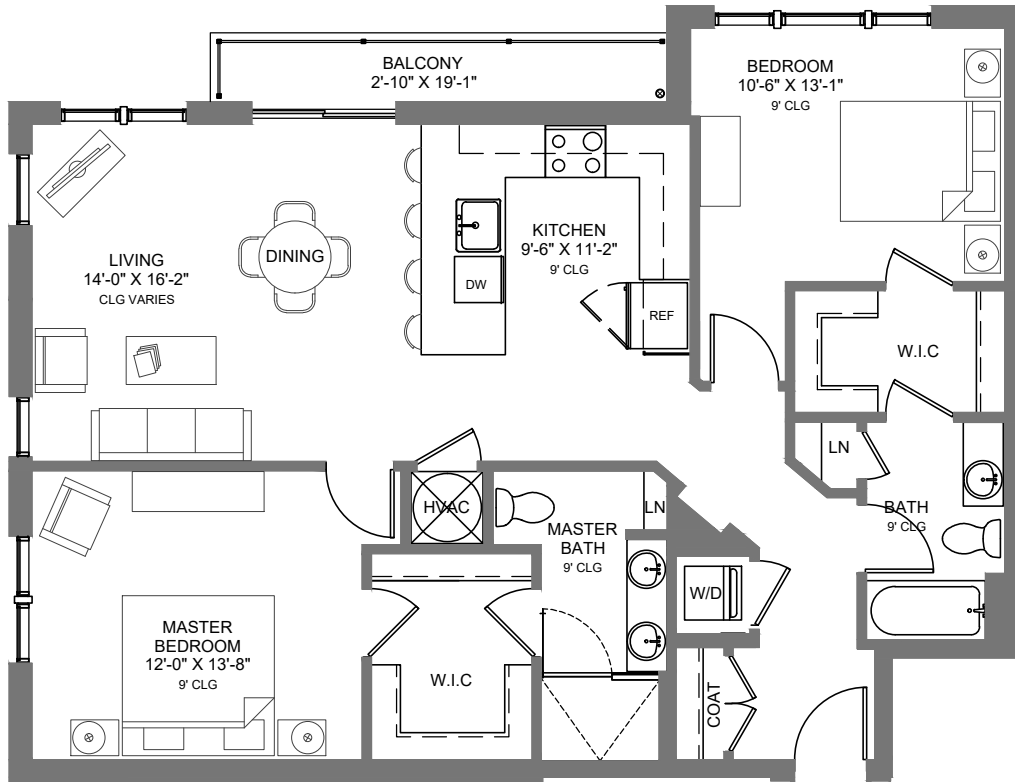 BALCONY
2'-10" X 19'-1"
BEDROOM
10'-6" X 13'-1"
9' CLG
LIVING
14'-0" X 16'-2"
CLG VARIES
DINING
KITCHEN
9'-6" X 11'-2"
9' CLG
DW
REF
W.I.C
LN
BATH
9' CLG
HVAC
LN
MASTER
BATH
9' CLG
W/D
MASTER
BEDROOM
12'-0" X 13'-8"
9' CLG
W.I.C
COAT